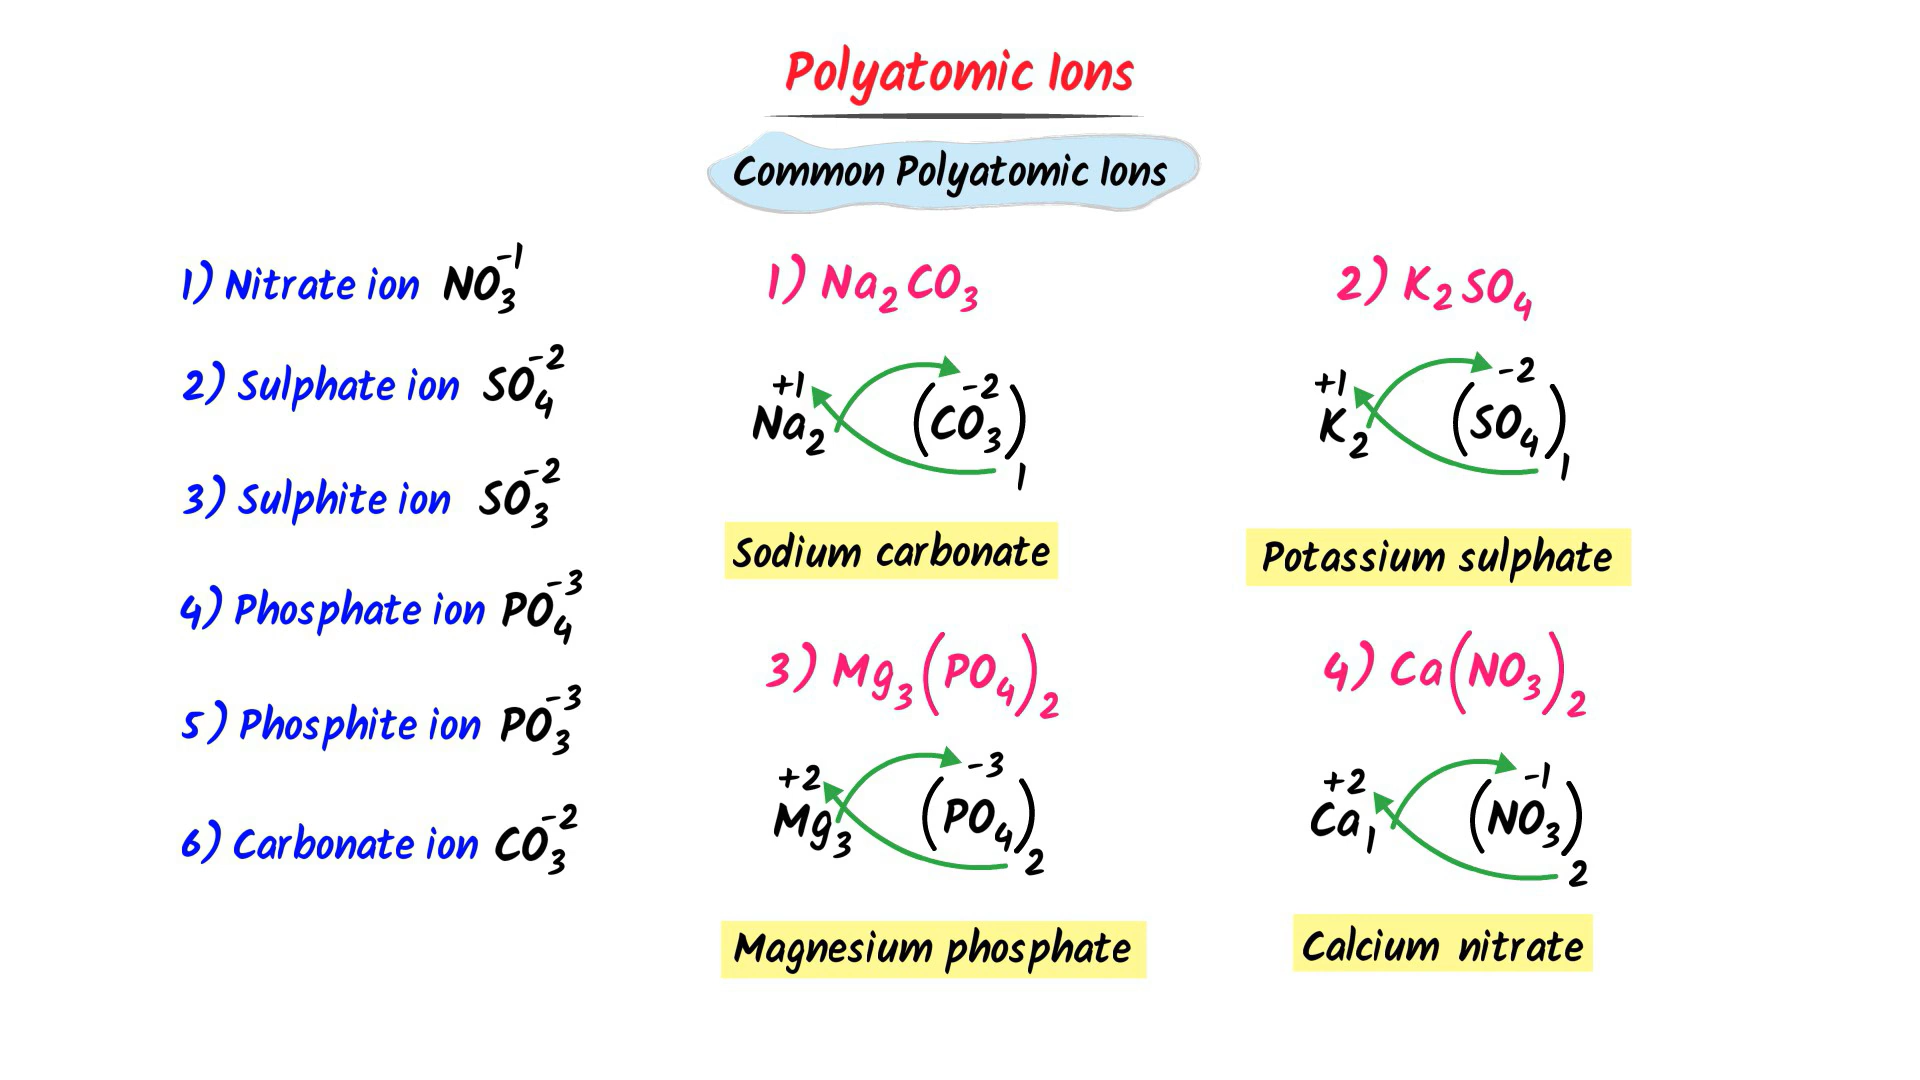 Polyatomic Ions
Common Polyatomic Ions
1) Nitrate ion NO₃⁻¹
2) Sulphate ion SO₄⁻²
3) Sulphite ion SO₃⁻²
4) Phosphate ion PO₄⁻³
5) Phosphite ion PO₃⁻³
6) Carbonate ion CO₃⁻²
1) Na₂CO₃
+1 -2
Na₂ (CO₃)₁
Sodium carbonate
2) K₂SO₄
+1 -2
K₂ (SO₄)₁
Potassium sulphate
3) Mg₃(PO₄)₂
+2 -3
Mg₃ (PO₄)₂
Magnesium phosphate
4) Ca(NO₃)₂
+2 -1
Ca₁ (NO₃)₂
Calcium nitrate